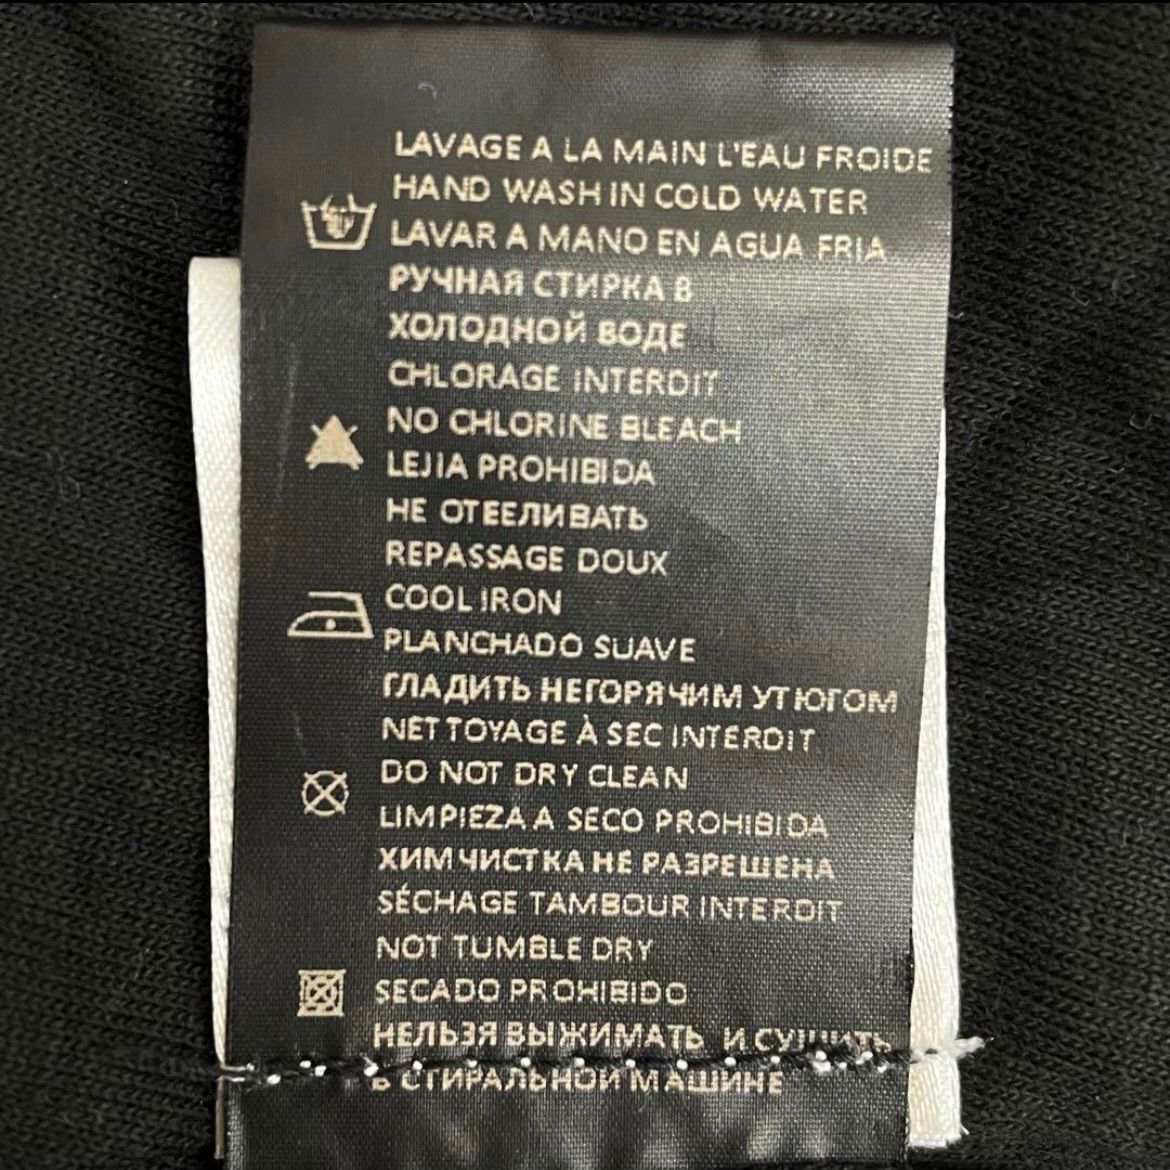 LAVAGE A LA MAIN L'EAU FROIDE
HAND WASH IN COLD WATER
LAVAR A MANO EN AGUA FRIA
РУЧНАЯ СТИРКА В
ХОЛОДНОЙ ВОДЕ
CHLORAGE INTERDIT
NO CHLORINE BLEACH
LEJIA PROHIBIDA
НЕ ОТЕЕЛИВАТЬ
REPASSAGE DOUX
COOL IRON
PLANCHADO SUAVE
ГЛАДИТЬ НЕГОРЯЧИМ УТЮГОМ
NETTOYAGE À SEC INTERDIT
DO NOT DRY CLEAN
LIMPIEZA A SECO PROHIBIDA
ХИМЧИСТКА НЕ РАЗРЕШЕНА
SÉCHAGE TAMBOUR INTERDIT
NOT TUMBLE DRY
SECADO PROHIBIDO
НЕЛЬЗЯ ВЫЖИМАТЬ И СУШИТЬ
В СТИРАЛЬНОЙ МАШИНЕ